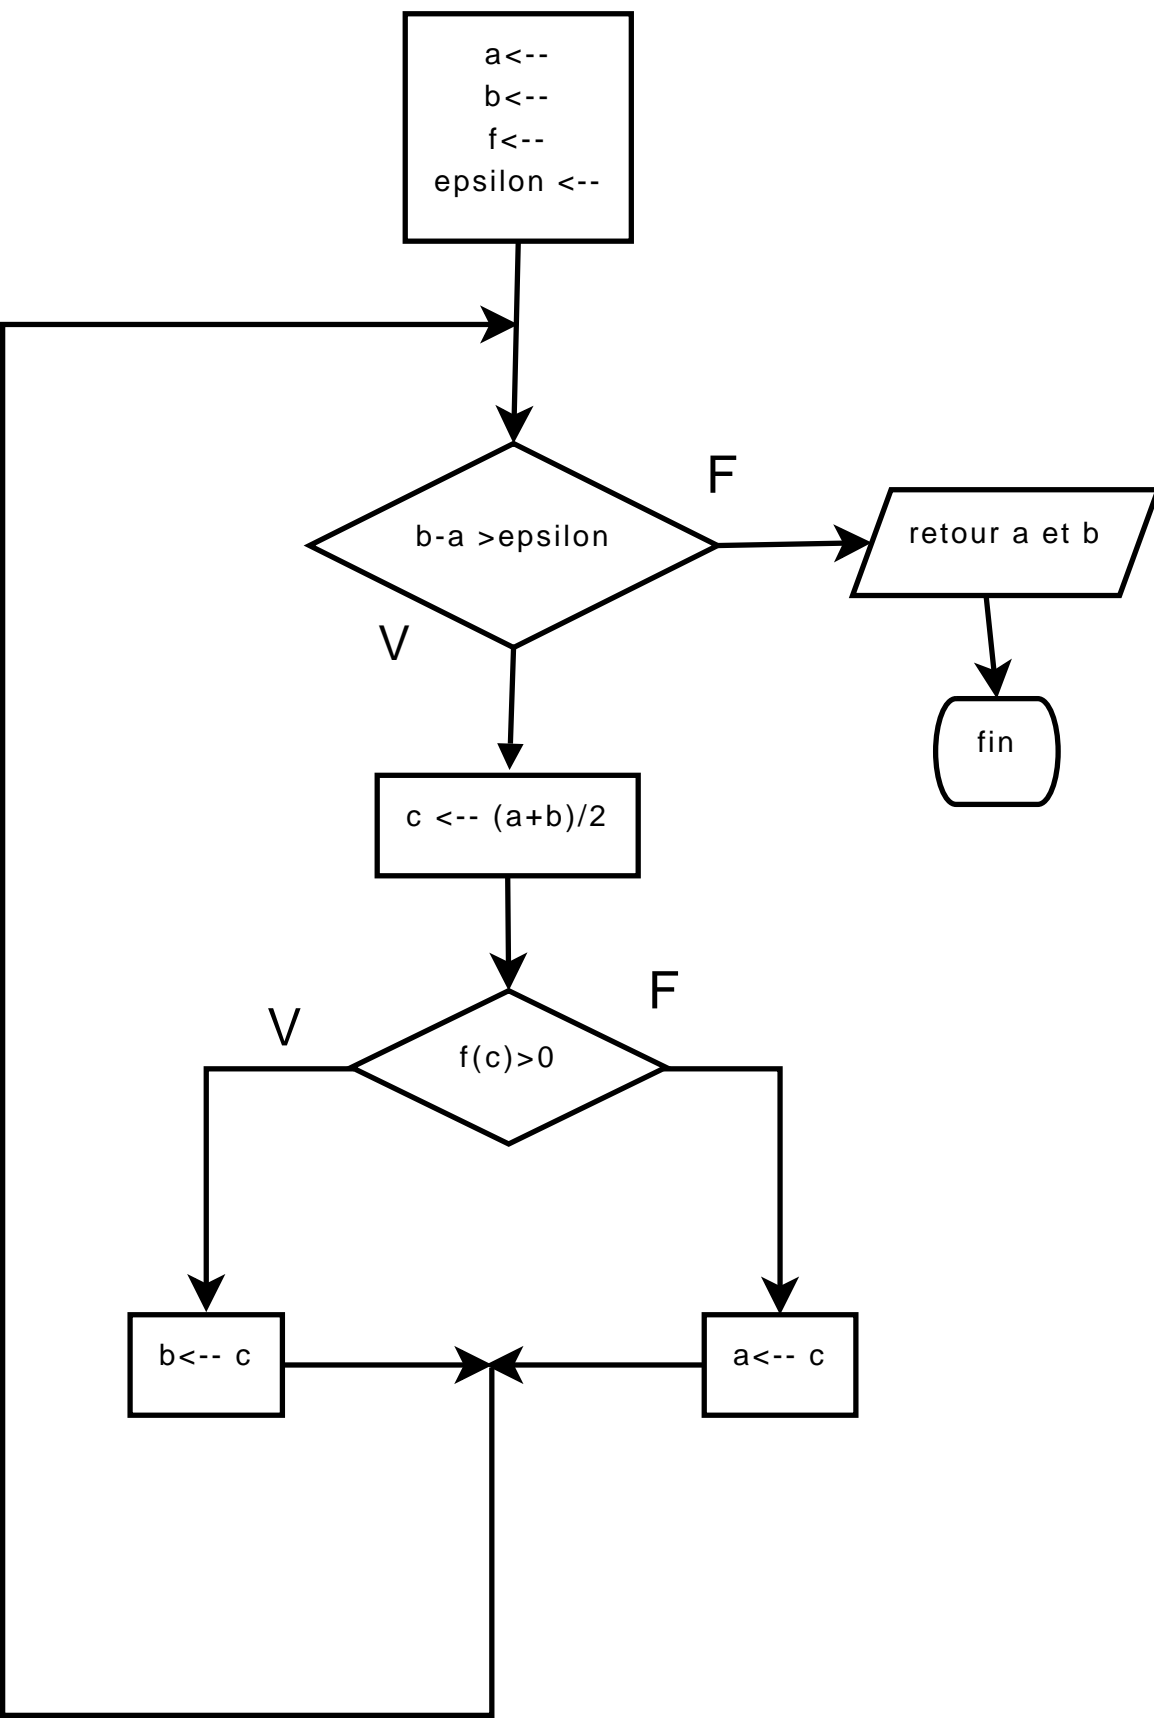 a<--
b<--
f<--
epsilon <--
F
b-a >epsilon
retour a et b
V
fin
c <-- (a+b)/2
F
V
f(c)>0
b<-- c
a<-- c